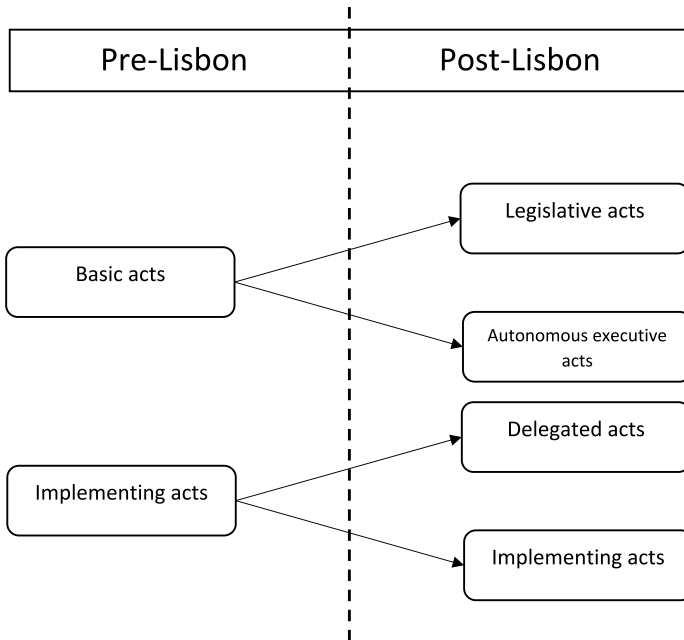 Pre-Lisbon
Post-Lisbon
Legislative acts
Basic acts
Autonomous executive
acts
Delegated acts
Implementing acts
Implementing acts